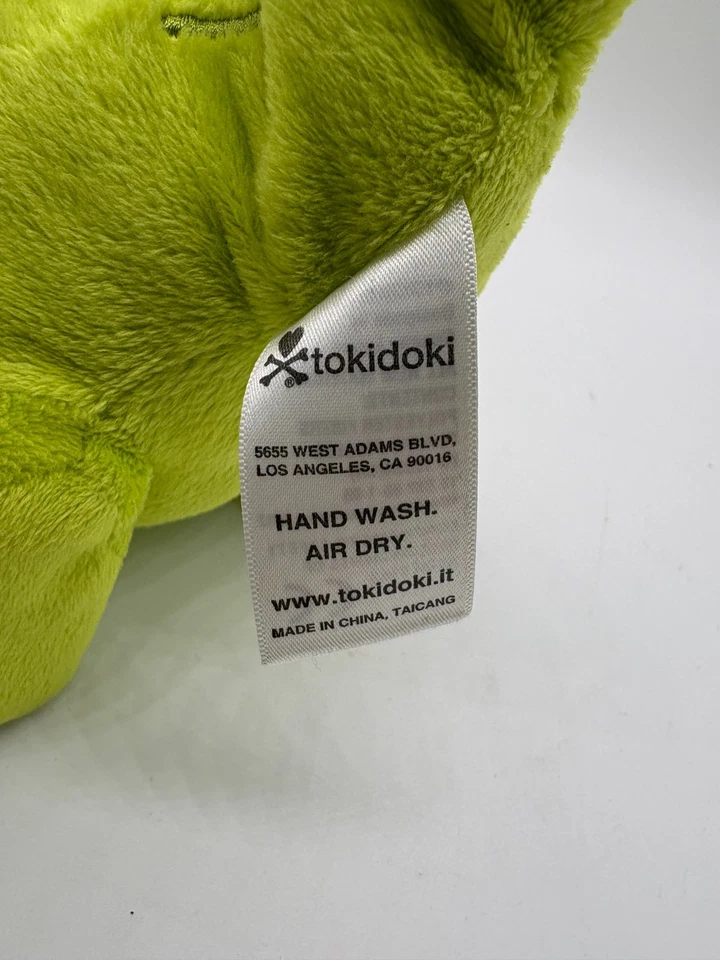 tokidoki
5655 WEST ADAMS BLVD,
LOS ANGELES, CA 90016
HAND WASH.
AIR DRY.
www.tokidoki.it
MADE IN CHINA, TAICANG